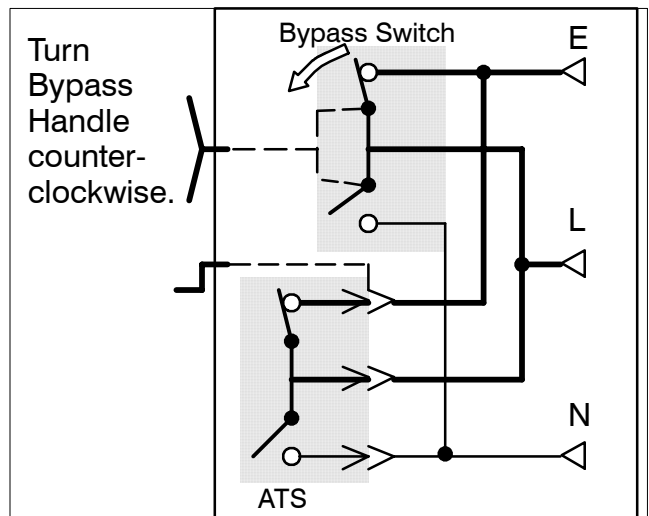 Turn
Bypass
Handle
counter-
clockwise.
Bypass Switch
E
L
N
ATS